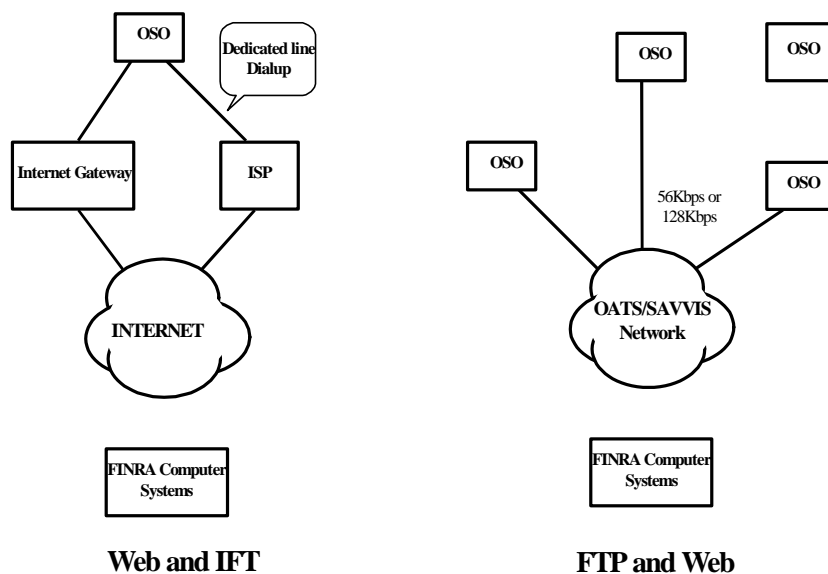 OSO
Dedicated line
Dialup
Internet Gateway
ISP
INTERNET
FINRA Computer
Systems
Web and IFT
OSO
OSO
OSO
OSO
56Kbps or
128Kbps
OATS/SAVVIS
Network
FINRA Computer
Systems
FTP and Web